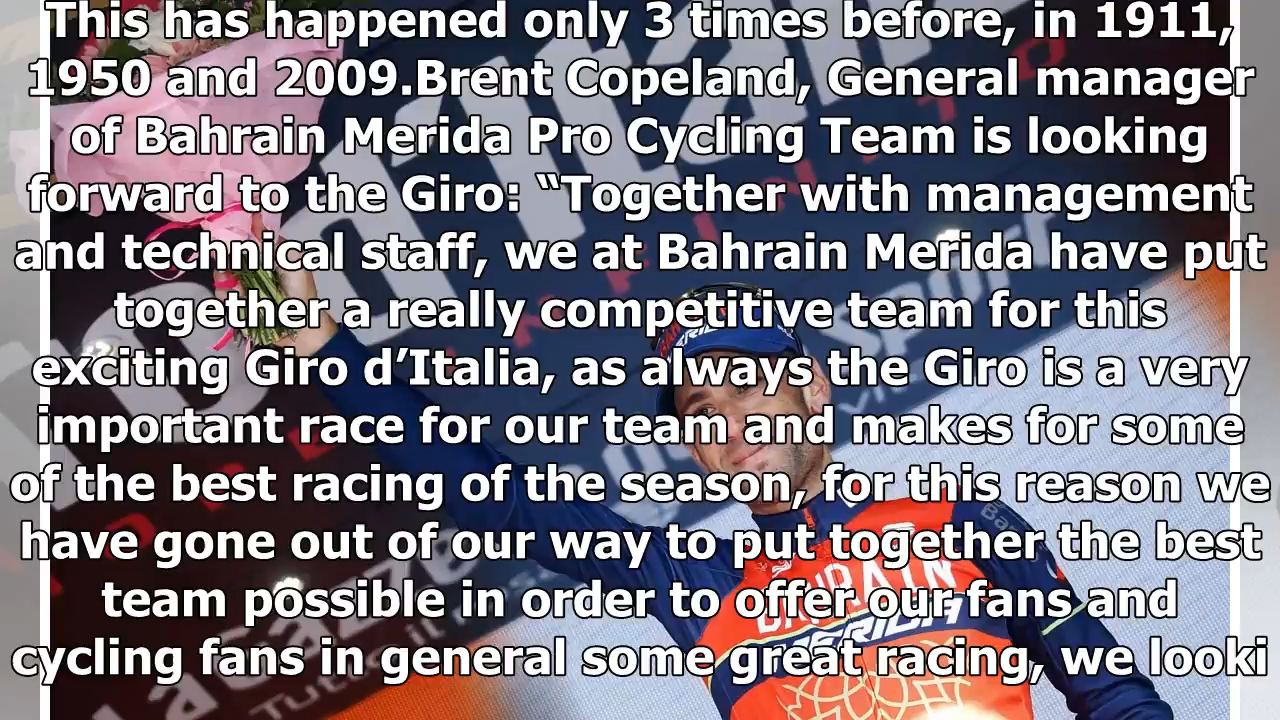 This has happened only 3 times before, in 1911,
1950 and 2009.Brent Copeland, General manager
of Bahrain Merida Pro Cycling Team is looking
forward to the Giro: “Together with management
and technical staff, we at Bahrain Merida have put
together a really competitive team for this
exciting Giro d’Italia, as always the Giro is a very
important race for our team and makes for some
of the best racing of the season, for this reason we
have gone out of our way to put together the best
team possible in order to offer our fans and
cycling fans in general some great racing, we looki
BAHRAIN
MERIDA